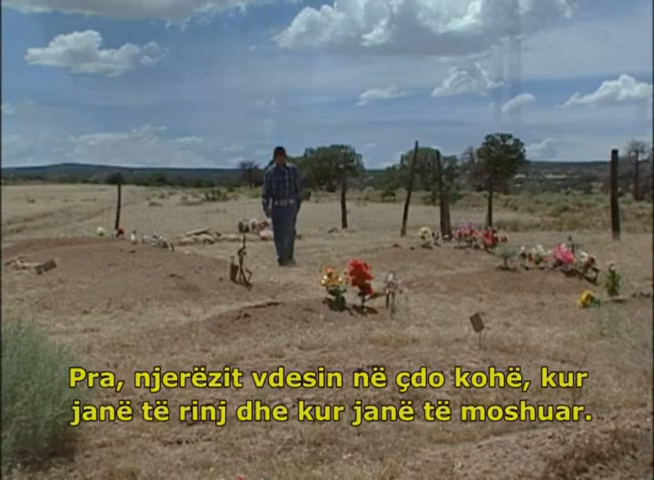 Pra, njerëzit vdesin në çdo kohë, kur
janë të rinj dhe kur janë të moshuar.